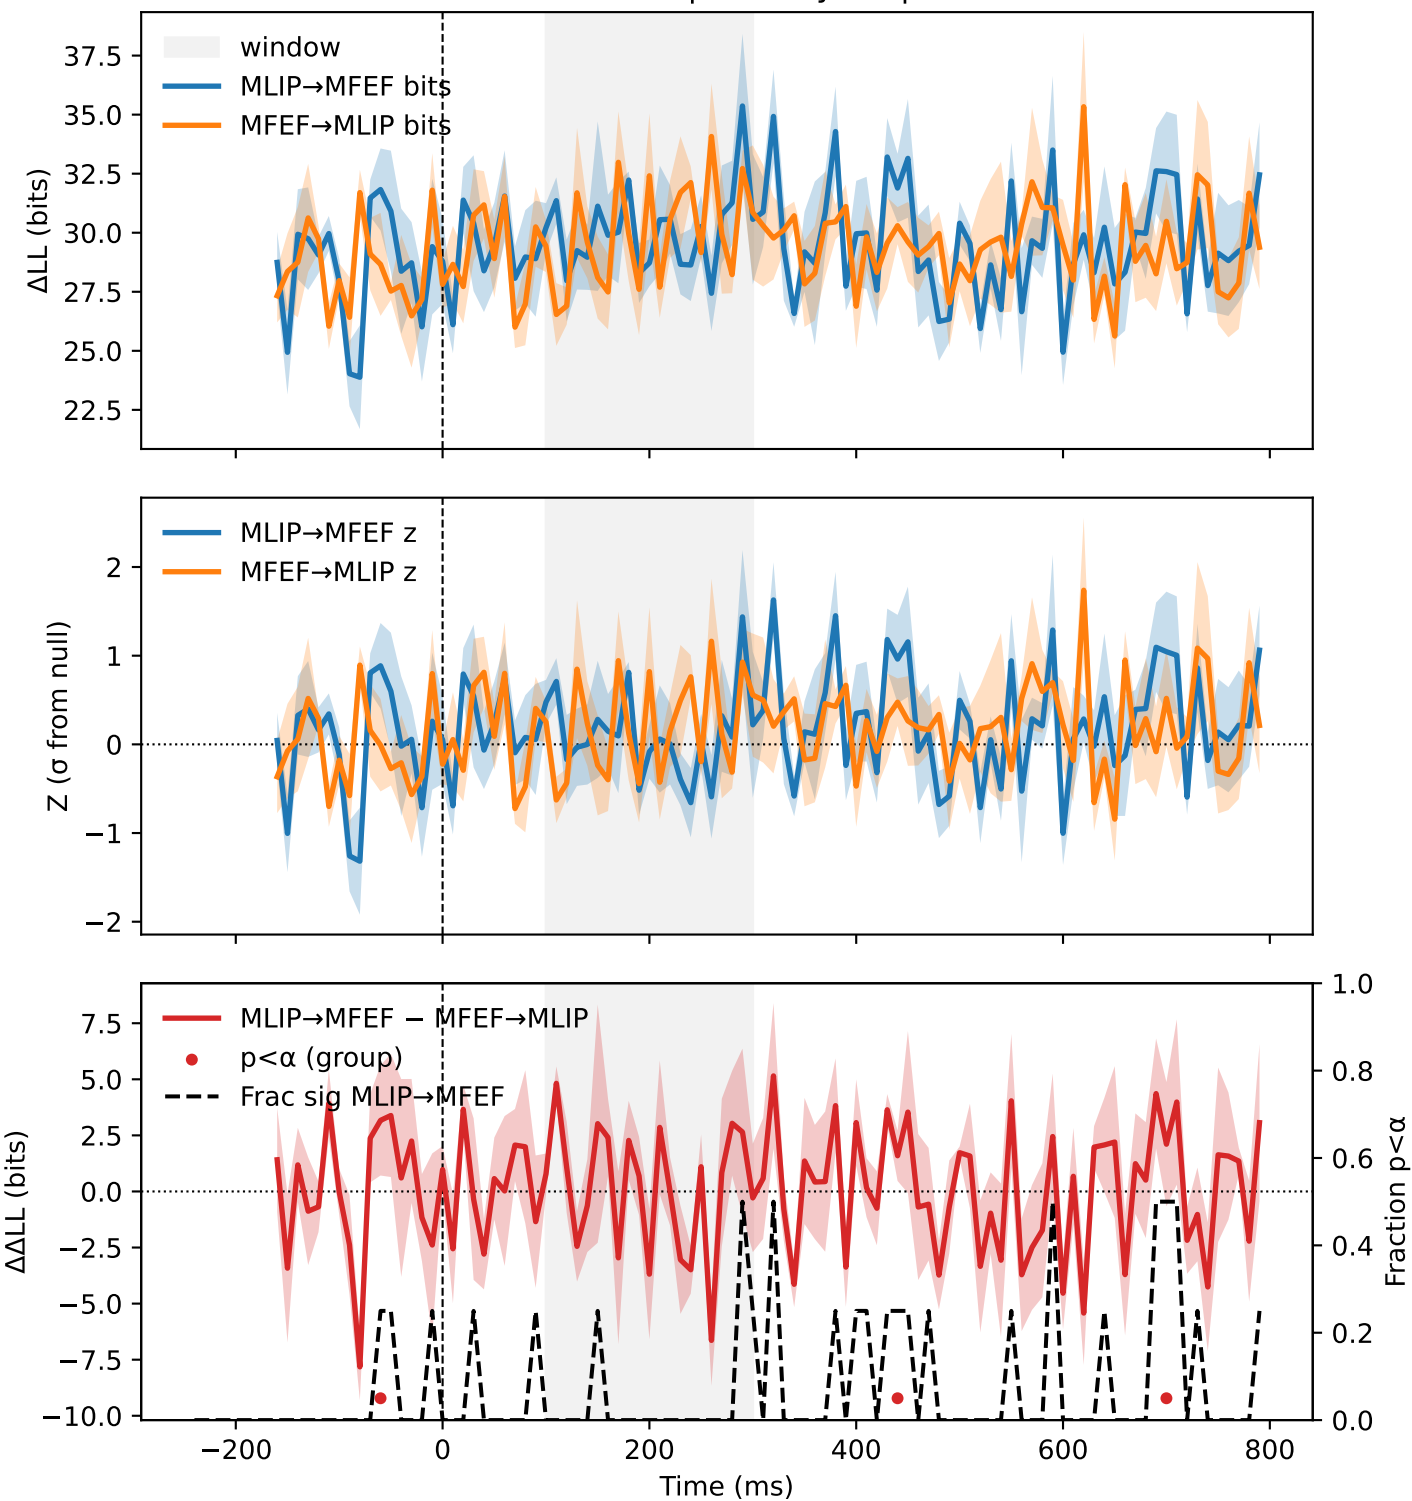 37.5
35.0
32.5
30.0
27.5
25.0
22.5
ΔLL (bits)
window
MLIP→MFEF bits
MFEF→MLIP bits
2
1
0
−1
−2
Z (σ from null)
MLIP→MFEF z
MFEF→MLIP z
7.5
5.0
2.5
0.0
−2.5
−5.0
−7.5
−10.0
ΔΔLL (bits)
MLIP→MFEF − MFEF→MLIP
p<α (group)
Frac sig MLIP→MFEF
1.0
0.8
0.6
0.4
0.2
0.0
Fraction p<α
−200
0
200
400
600
800
Time (ms)